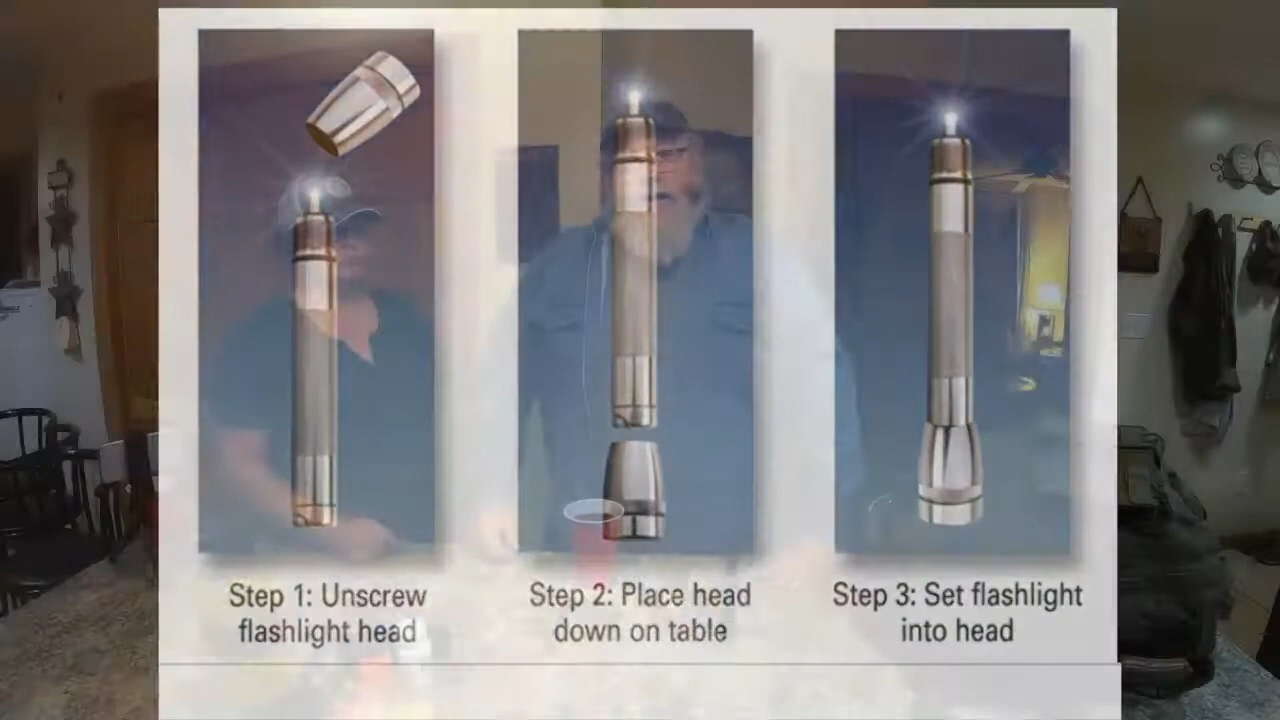 Step 1: Unscrew
flashlight head
Step 2: Place head
down on table
Step 3: Set flashlight
into head